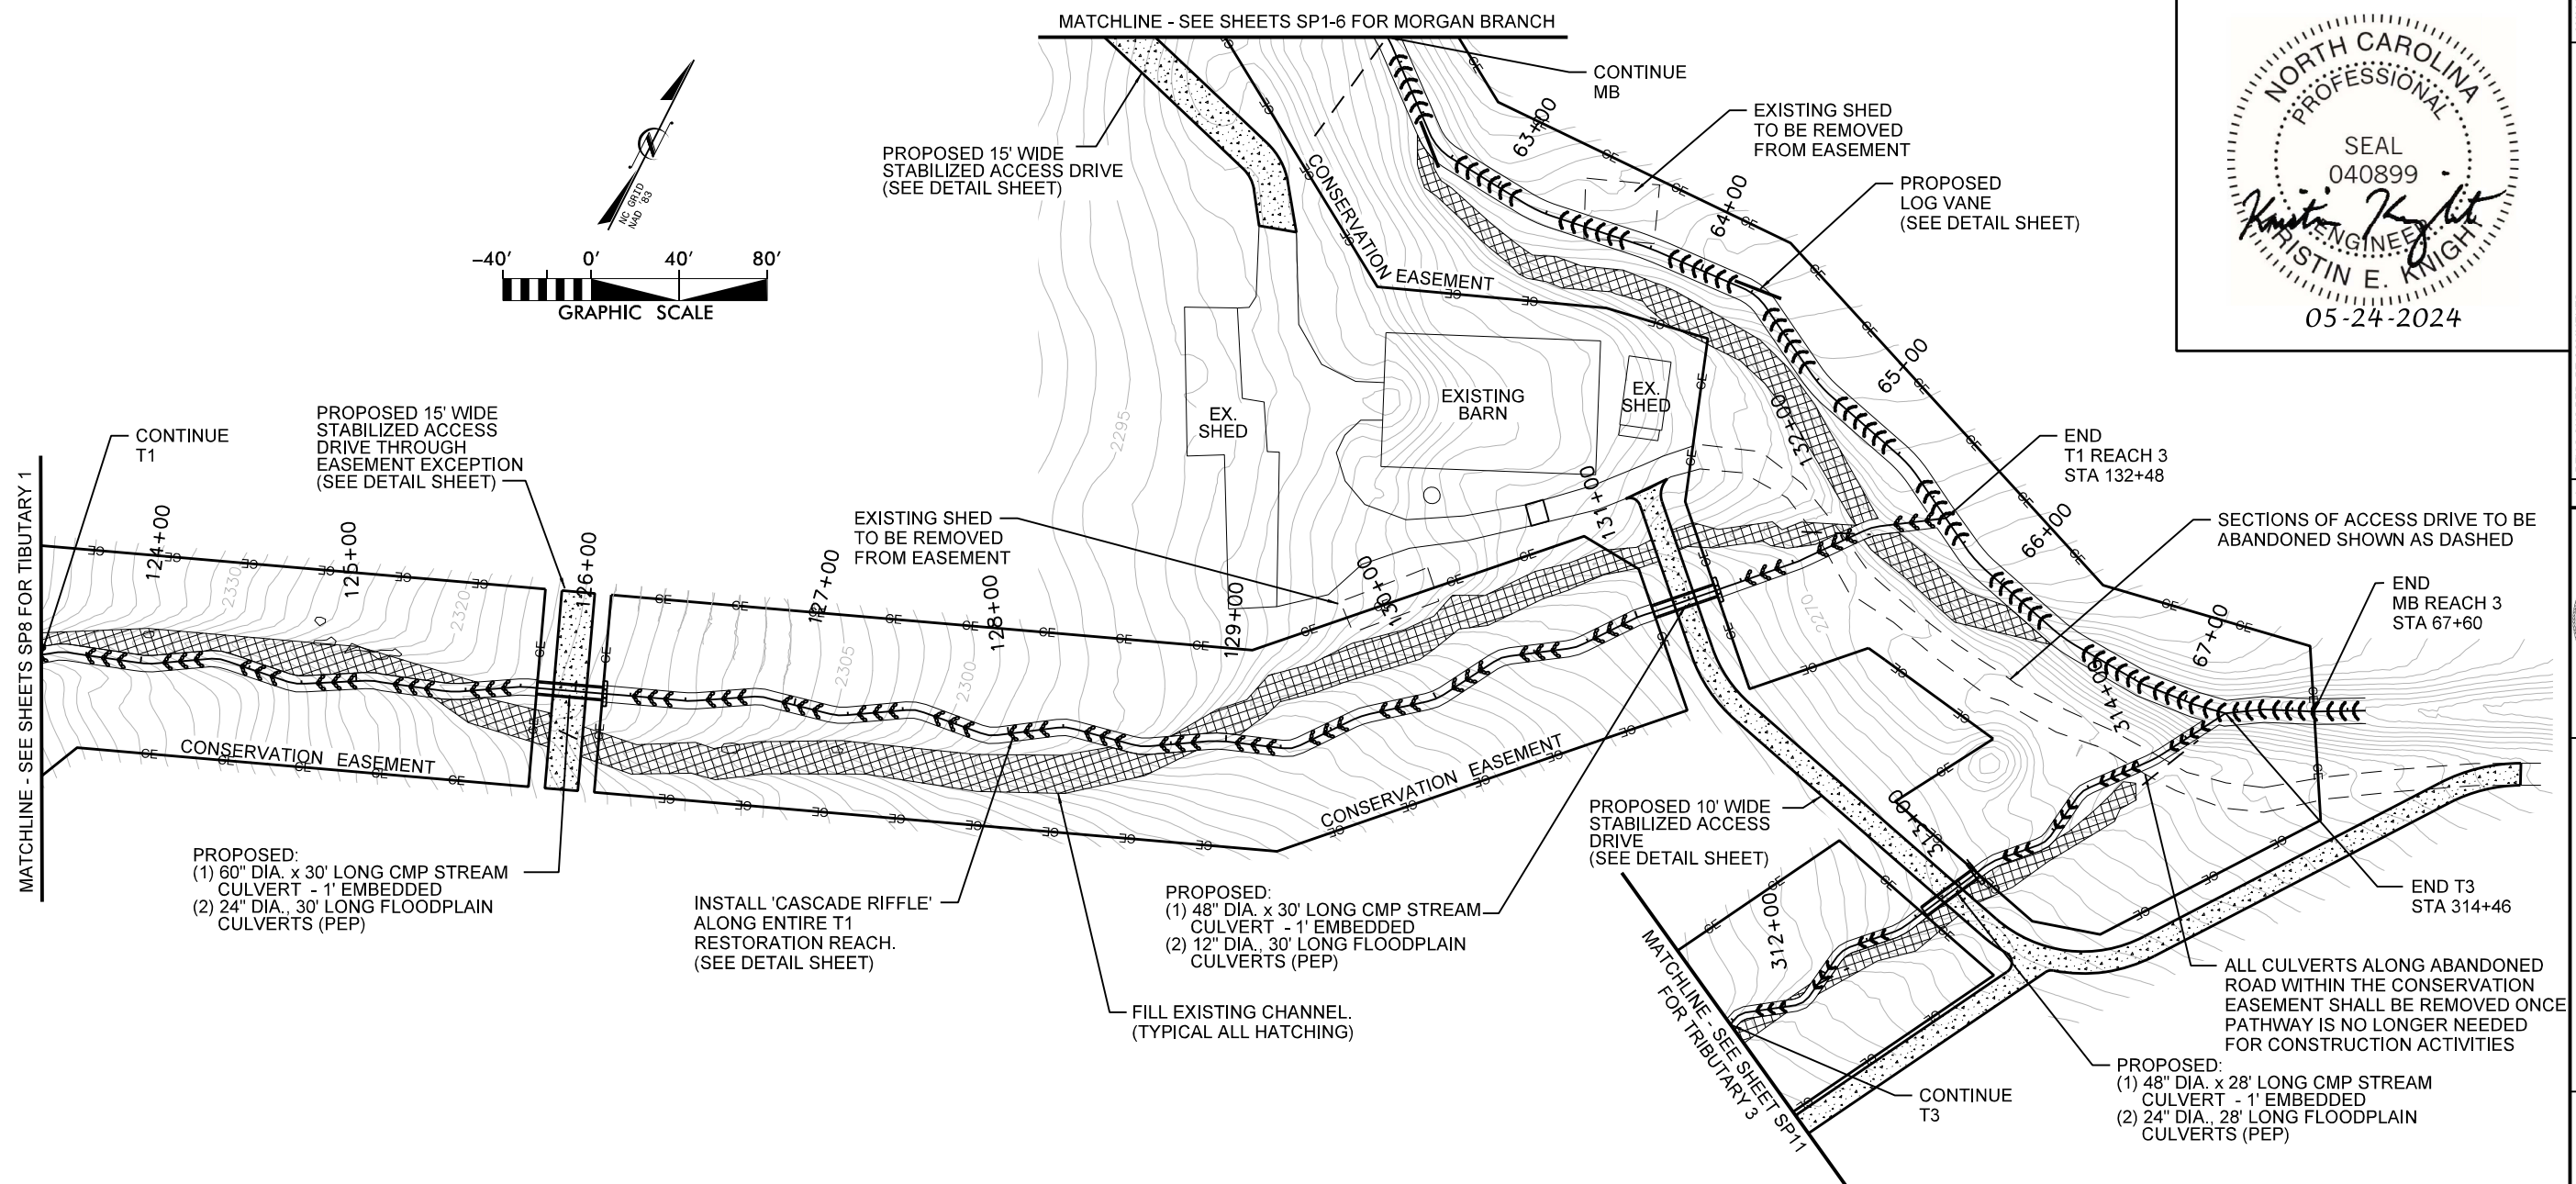 MATCHLINE - SEE SHEETS SP1-6 FOR MORGAN BRANCH
CONTINUE
MB
EXISTING SHED
TO BE REMOVED
FROM EASEMENT
PROPOSED
LOG VANE
(SEE DETAIL SHEET)
NORTH CAROLINA
PROFESSIONAL
SEAL
040899
ENGINEER
KRISTIN E. KNIGHT
Kristin Knight
05-24-2024
NC GRID
NAD '83
-40' 0' 40' 80'
GRAPHIC SCALE
PROPOSED 15' WIDE
STABILIZED ACCESS DRIVE
(SEE DETAIL SHEET)
CONSERVATION EASEMENT
63+00
64+00
65+00
66+00
67+00
EX.
SHED
EXISTING
BARN
EX.
SHED
2295
132+00
131+00
END
T1 REACH 3
STA 132+48
SECTIONS OF ACCESS DRIVE TO BE
ABANDONED SHOWN AS DASHED
END
MB REACH 3
STA 67+60
MATCHLINE - SEE SHEETS SP8 FOR TIBUTARY 1
CONTINUE
T1
PROPOSED 15' WIDE
STABILIZED ACCESS
DRIVE THROUGH
EASEMENT EXCEPTION
(SEE DETAIL SHEET)
EXISTING SHED
TO BE REMOVED
FROM EASEMENT
124+00
125+00
126+00
127+00
128+00
129+00
130+00
2330
2320
2305
2300
2270
CONSERVATION EASEMENT
CONSERVATION EASEMENT
PROPOSED:
(1) 60" DIA. x 30' LONG CMP STREAM
CULVERT - 1' EMBEDDED
(2) 24" DIA., 30' LONG FLOODPLAIN
CULVERTS (PEP)
INSTALL 'CASCADE RIFFLE'
ALONG ENTIRE T1
RESTORATION REACH.
(SEE DETAIL SHEET)
FILL EXISTING CHANNEL.
(TYPICAL ALL HATCHING)
PROPOSED:
(1) 48" DIA. x 30' LONG CMP STREAM
CULVERT - 1' EMBEDDED
(2) 12" DIA., 30' LONG FLOODPLAIN
CULVERTS (PEP)
PROPOSED 10' WIDE
STABILIZED ACCESS
DRIVE
(SEE DETAIL SHEET)
312+00
313+00
314+00
MATCHLINE - SEE SHEET SP11
FOR TRIBUTARY 3
CONTINUE
T3
END T3
STA 314+46
ALL CULVERTS ALONG ABANDONED
ROAD WITHIN THE CONSERVATION
EASEMENT SHALL BE REMOVED ONCE
PATHWAY IS NO LONGER NEEDED
FOR CONSTRUCTION ACTIVITIES
PROPOSED:
(1) 48" DIA. x 28' LONG CMP STREAM
CULVERT - 1' EMBEDDED
(2) 24" DIA., 28' LONG FLOODPLAIN
CULVERTS (PEP)